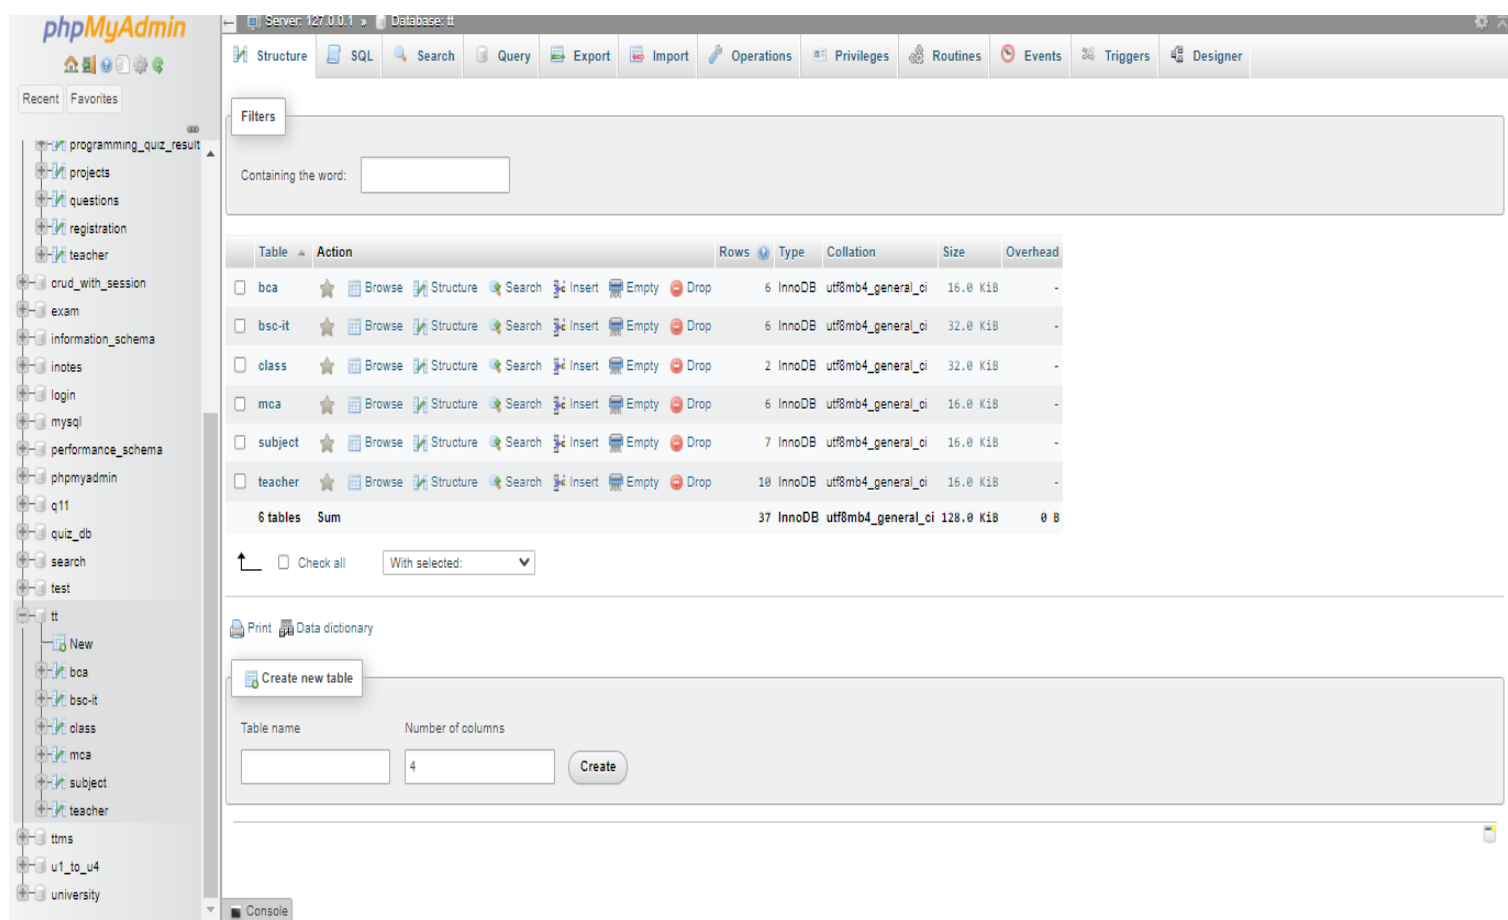 phpMyAdmin
Recent Favorites
programming_quiz_result
projects
questions
registration
teacher
crud_with_session
exam
information_schema
inotes
login
mysql
performance_schema
phpmyadmin
q11
quiz_db
search
test
tt
New
bca
bsc-it
class
mca
subject
teacher
ttms
u1_to_u4
university
Server: 127.0.0.1 » Database: tt
Structure SQL Search Query Export Import Operations Privileges Routines Events Triggers Designer
Filters
Containing the word:
Table Action Rows Type Collation Size Overhead
bca Browse Structure Search Insert Empty Drop 6 InnoDB utf8mb4_general_ci 16.0 KiB -
bsc-it Browse Structure Search Insert Empty Drop 6 InnoDB utf8mb4_general_ci 32.0 KiB -
class Browse Structure Search Insert Empty Drop 2 InnoDB utf8mb4_general_ci 32.0 KiB -
mca Browse Structure Search Insert Empty Drop 6 InnoDB utf8mb4_general_ci 16.0 KiB -
subject Browse Structure Search Insert Empty Drop 7 InnoDB utf8mb4_general_ci 16.0 KiB -
teacher Browse Structure Search Insert Empty Drop 10 InnoDB utf8mb4_general_ci 16.0 KiB -
6 tables Sum 37 InnoDB utf8mb4_general_ci 128.0 KiB 0 B
Check all With selected:
Print Data dictionary
Create new table
Table name Number of columns
4 Create
Console